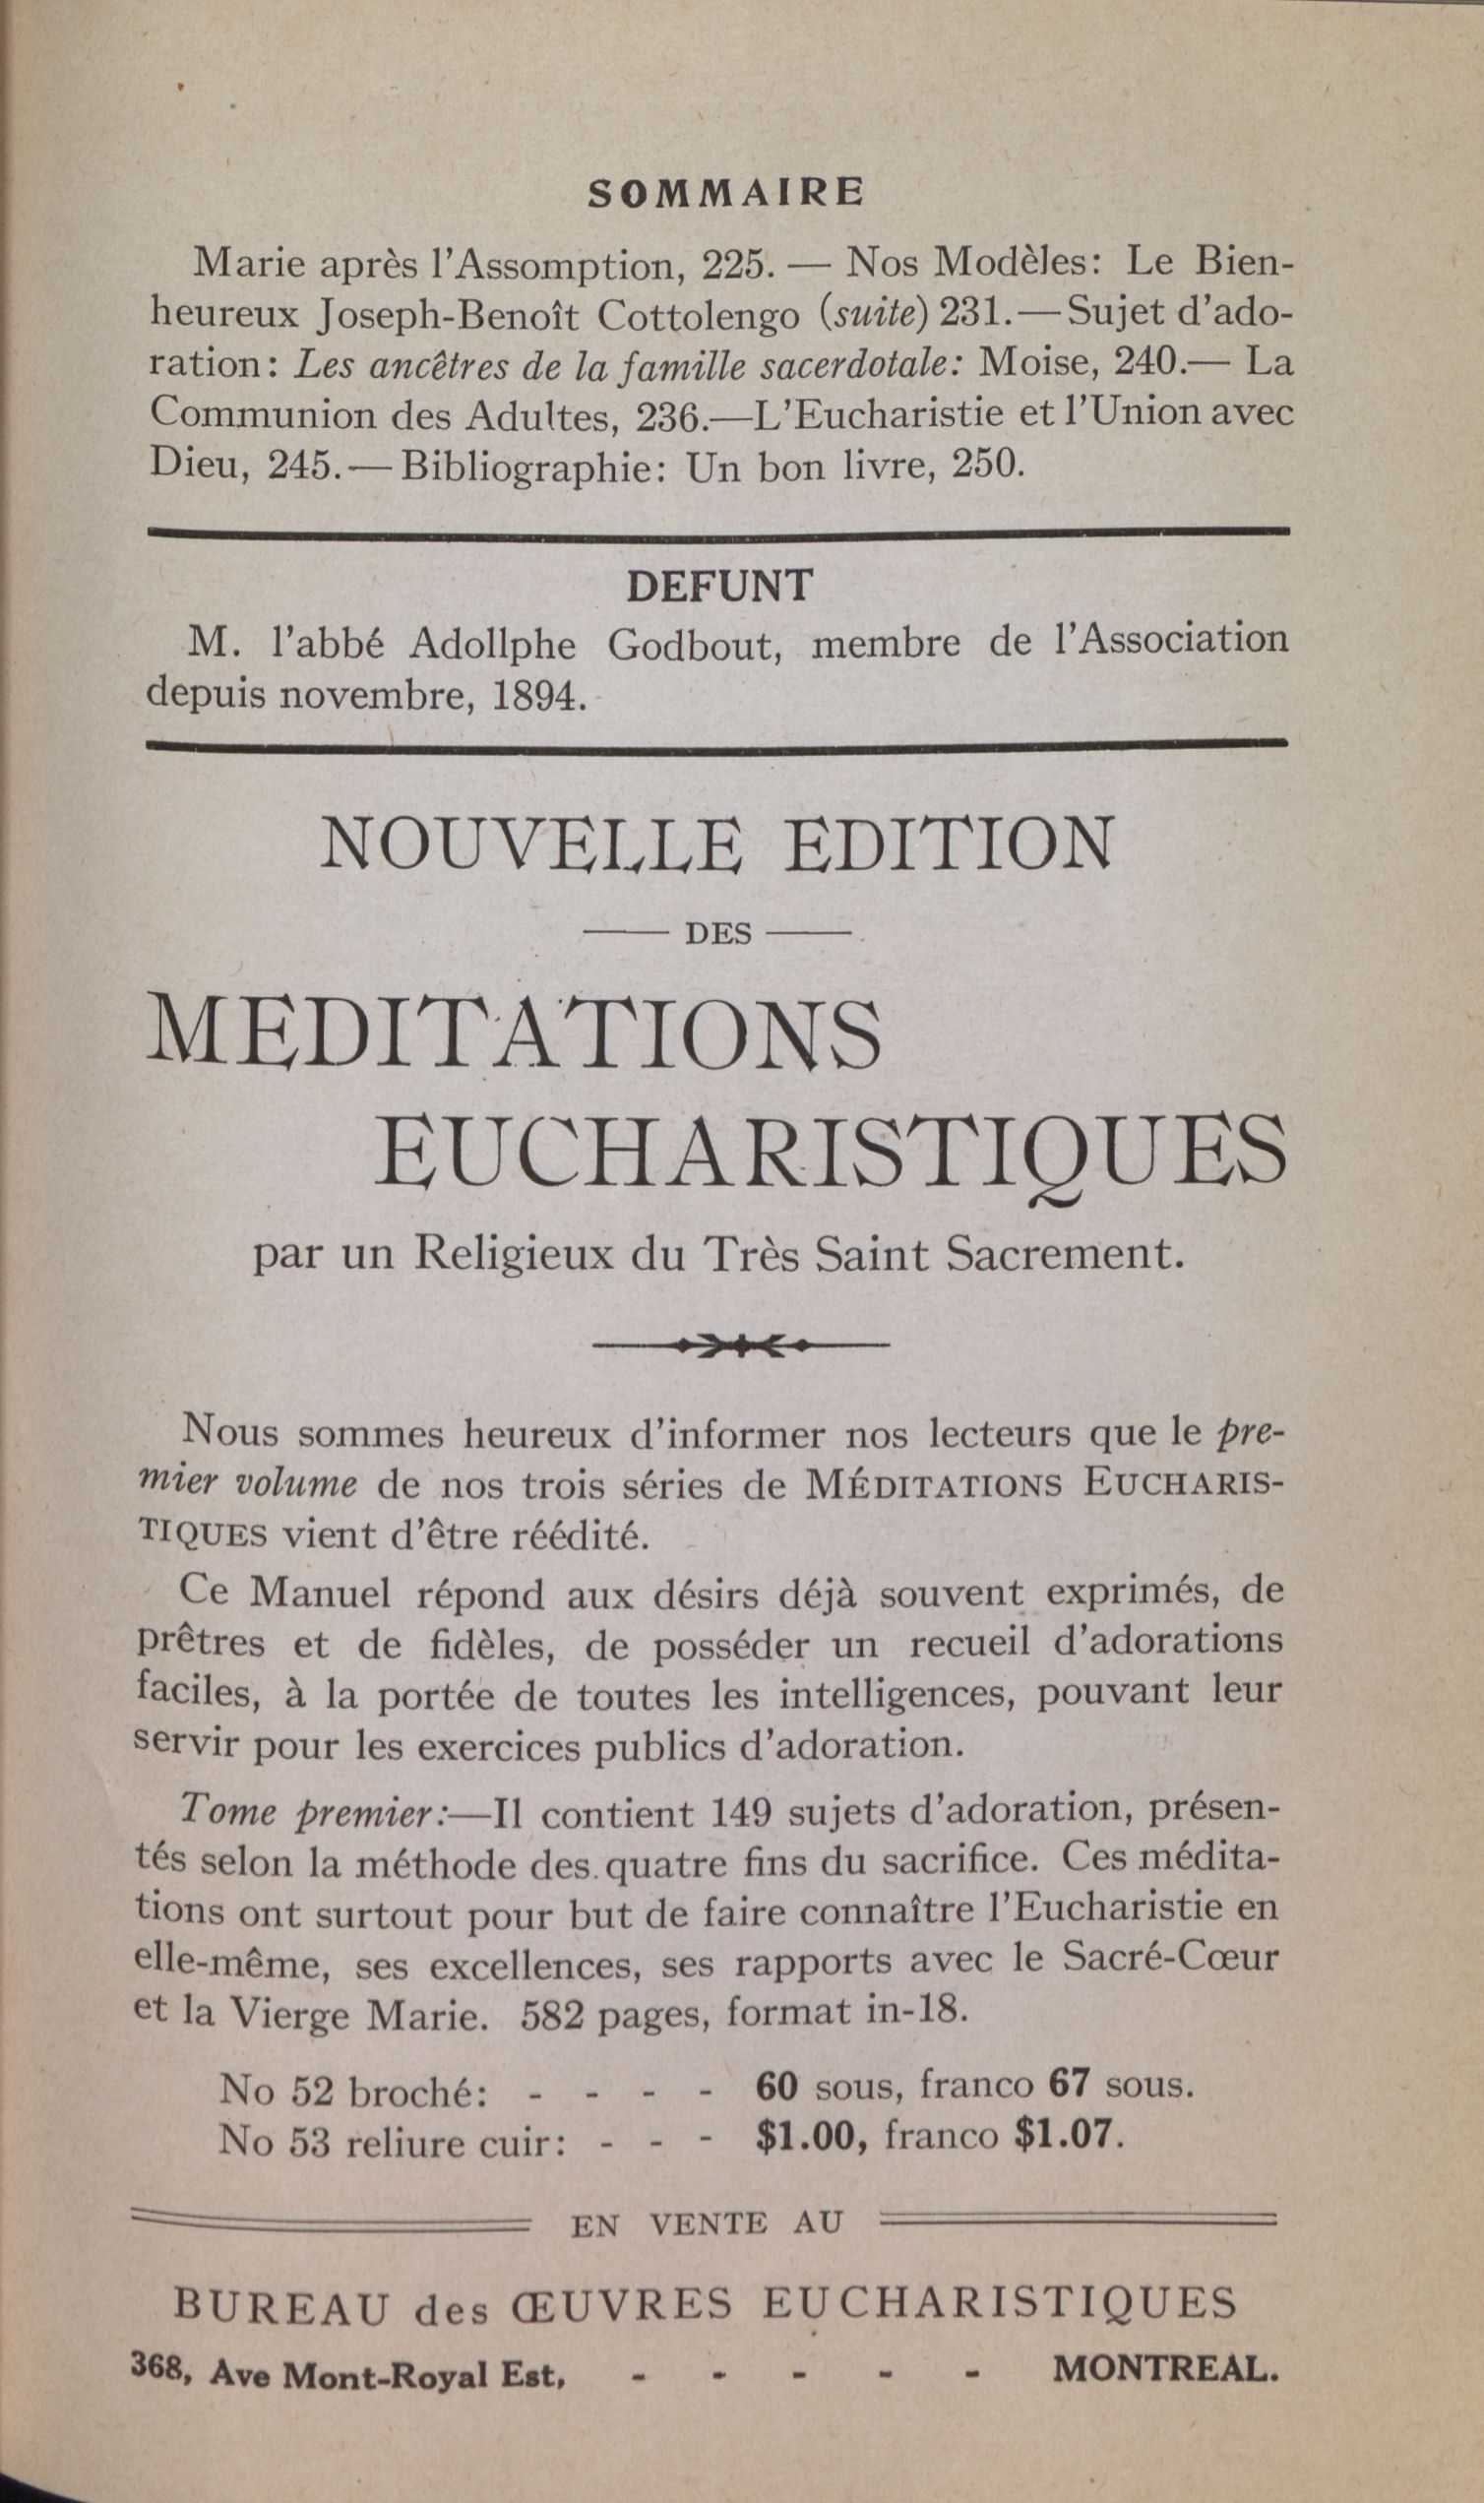 SOMMAIRE
Marie après l'Assomption, 225. — Nos Modèles: Le Bien-
heureux Joseph-Benoît Cottolengo (suite) 231.—Sujet d'ado-
ration: Les ancêtres de la famille sacerdotale: Moise, 240.— La
Communion des Adultes, 236.—L'Eucharistie et l'Union avec
Dieu, 245.—Bibliographie: Un bon livre, 250.
DEFUNT
M. l'abbé Adollphe Godbout, membre de l'Association
depuis novembre, 1894.
NOUVELLE EDITION
— DES —
MEDITATIONS
EUCHARISTIQUES
par un Religieux du Très Saint Sacrement.
Nous sommes heureux d'informer nos lecteurs que le pre-
mier volume de nos trois séries de MÉDITATIONS EUCHARIS-
TIQUES vient d'être réédité.
Ce Manuel répond aux désirs déjà souvent exprimés, de
prêtres et de fidèles, de posséder un recueil d'adorations
faciles, à la portée de toutes les intelligences, pouvant leur
servir pour les exercices publics d'adoration.
Tome premier:—Il contient 149 sujets d'adoration, présen-
tés selon la méthode des quatre fins du sacrifice. Ces médita-
tions ont surtout pour but de faire connaître l'Eucharistie en
elle-même, ses excellences, ses rapports avec le Sacré-Cœur
et la Vierge Marie. 582 pages, format in-18.
No 52 broché: - - - - 60 sous, franco 67 sous.
No 53 reliure cuir: - - - $1.00, franco $1.07.
EN VENTE AU
BUREAU des ŒUVRES EUCHARISTIQUES
368, Ave Mont-Royal Est, - - - - - MONTREAL.